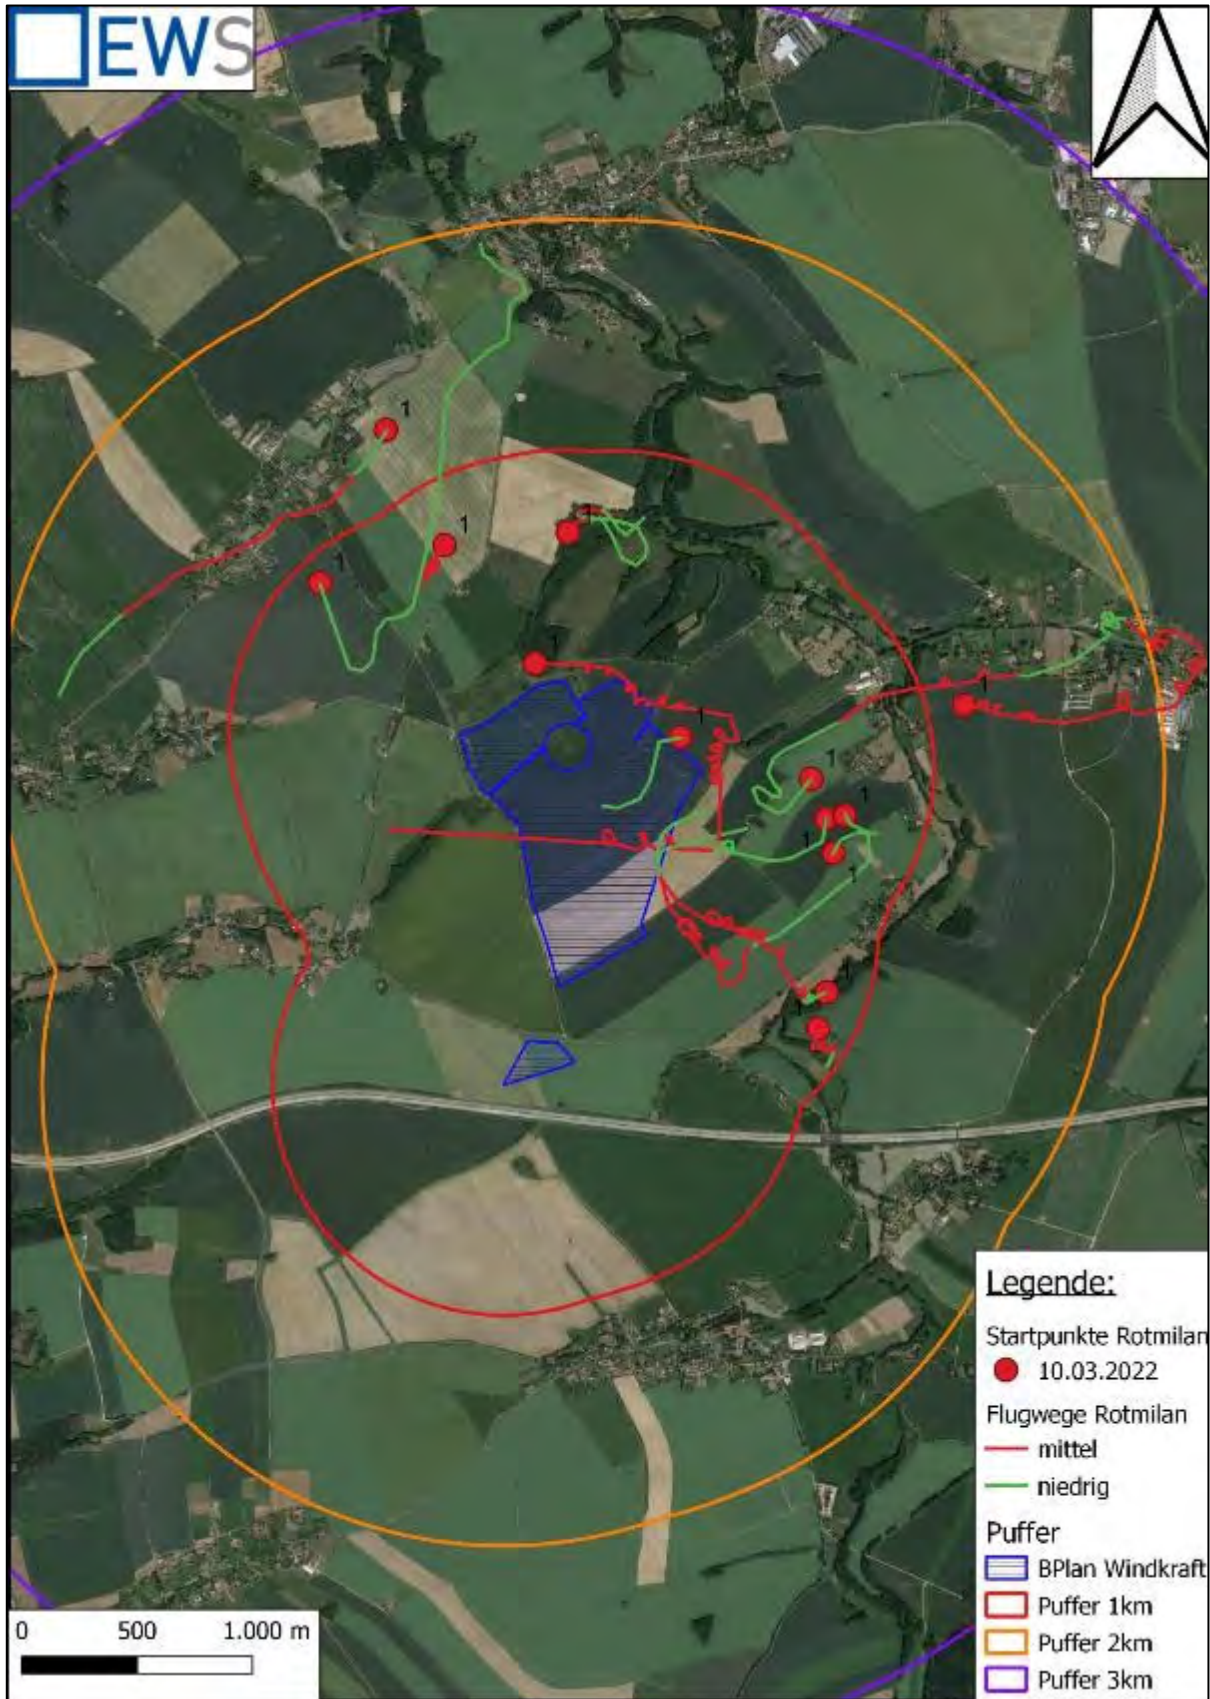 EWS
1
1
1
1
1
1
1
1
1
1
1
1
1
Legende:
Startpunkte Rotmilan
10.03.2022
Flugwege Rotmilan
mittel
niedrig
Puffer
BPlan Windkraft
Puffer 1km
Puffer 2km
Puffer 3km
0 500 1.000 m